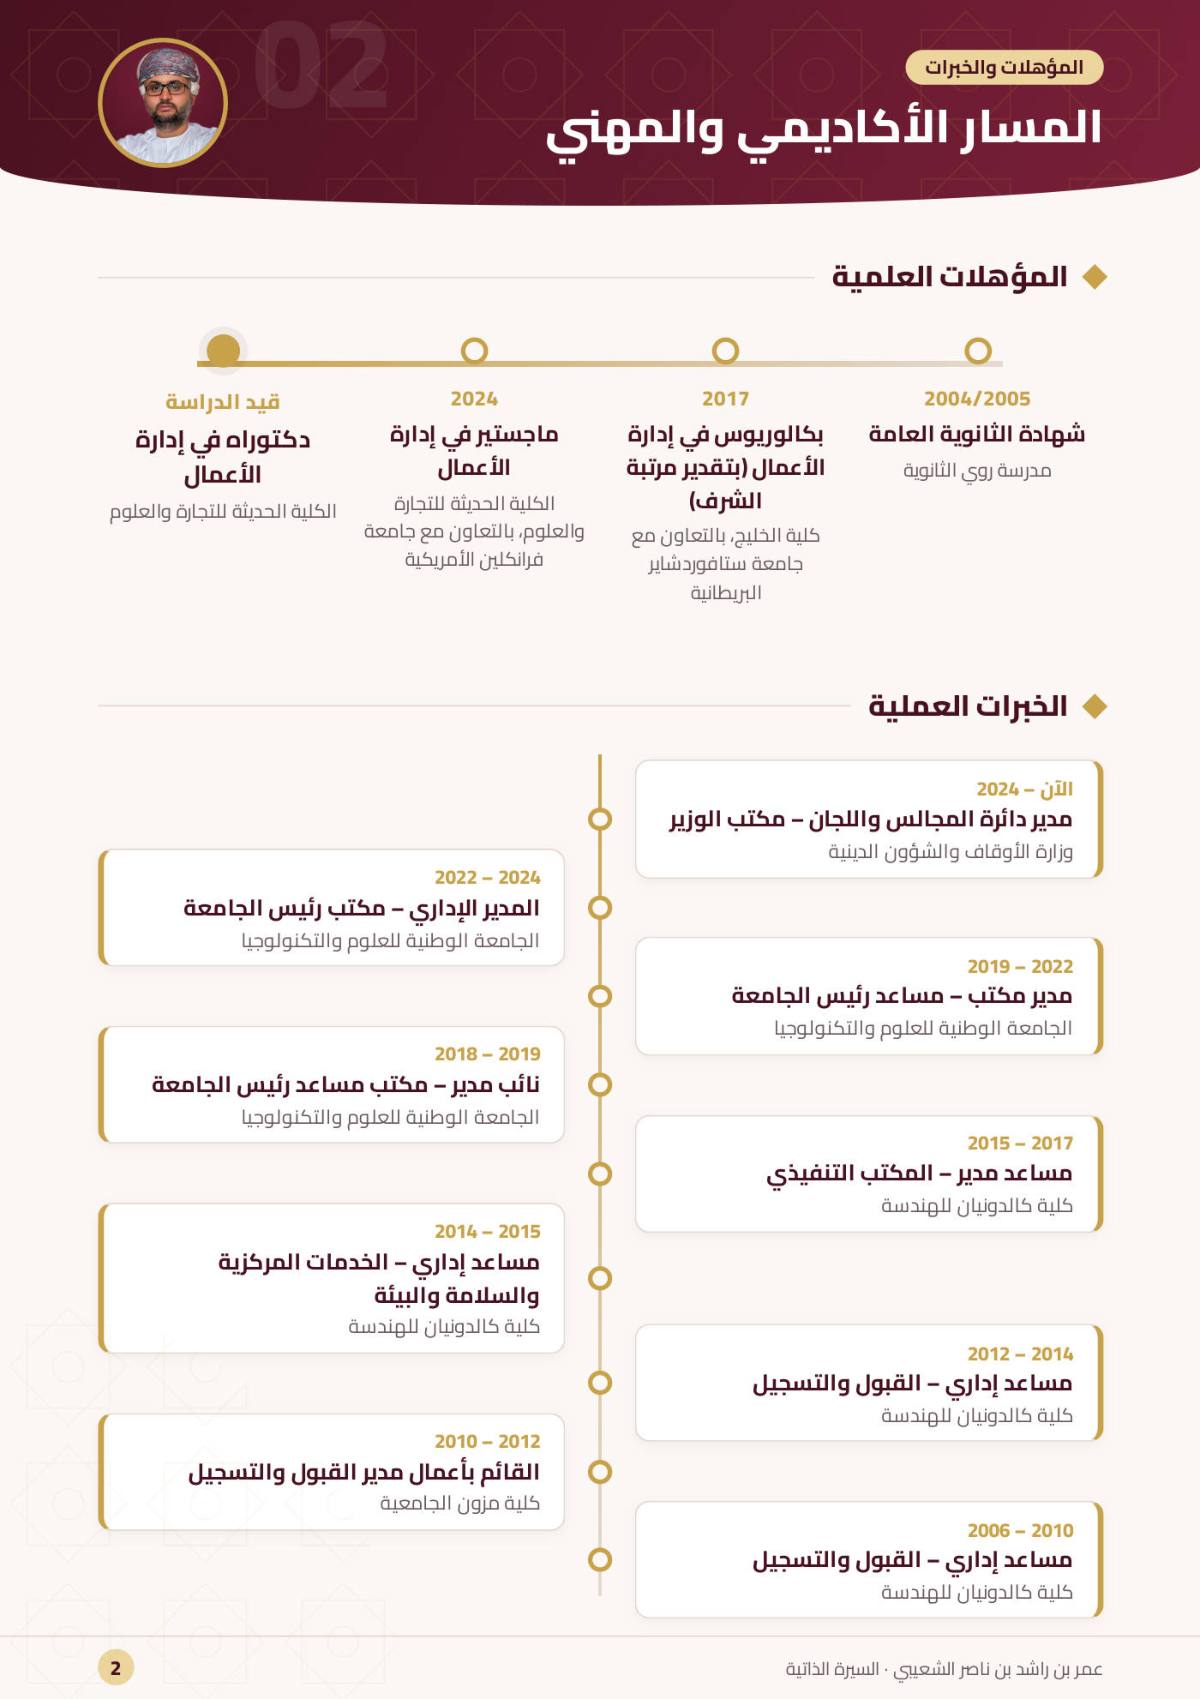 02
المؤهلات والخبرات
المسار الأكاديمي والمهني
المؤهلات العلمية
2004/2005
شهادة الثانوية العامة
مدرسة روي الثانوية
2017
بكالوريوس في إدارة
الأعمال (بتقدير مرتبة
الشرف)
كلية الخليج، بالتعاون مع
جامعة ستافوردشاير
البريطانية
2024
ماجستير في إدارة
الأعمال
الكلية الحديثة للتجارة
والعلوم، بالتعاون مع جامعة
فرانكلين الأمريكية
قيد الدراسة
دكتوراه في إدارة
الأعمال
الكلية الحديثة للتجارة والعلوم
الخبرات العملية
الآن – 2024
مدير دائرة المجالس واللجان – مكتب الوزير
وزارة الأوقاف والشؤون الدينية
2022 – 2024
المدير الإداري – مكتب رئيس الجامعة
الجامعة الوطنية للعلوم والتكنولوجيا
2019 – 2022
مدير مكتب – مساعد رئيس الجامعة
الجامعة الوطنية للعلوم والتكنولوجيا
2018 – 2019
نائب مدير – مكتب مساعد رئيس الجامعة
الجامعة الوطنية للعلوم والتكنولوجيا
2015 – 2017
مساعد مدير – المكتب التنفيذي
كلية كالدونيان للهندسة
2014 – 2015
مساعد إداري – الخدمات المركزية
والسلامة والبيئة
كلية كالدونيان للهندسة
2012 – 2014
مساعد إداري – القبول والتسجيل
كلية كالدونيان للهندسة
2010 – 2012
القائم بأعمال مدير القبول والتسجيل
كلية مزون الجامعية
2006 – 2010
مساعد إداري – القبول والتسجيل
كلية كالدونيان للهندسة
عمر بن راشد بن ناصر الشعيبي · السيرة الذاتية
2